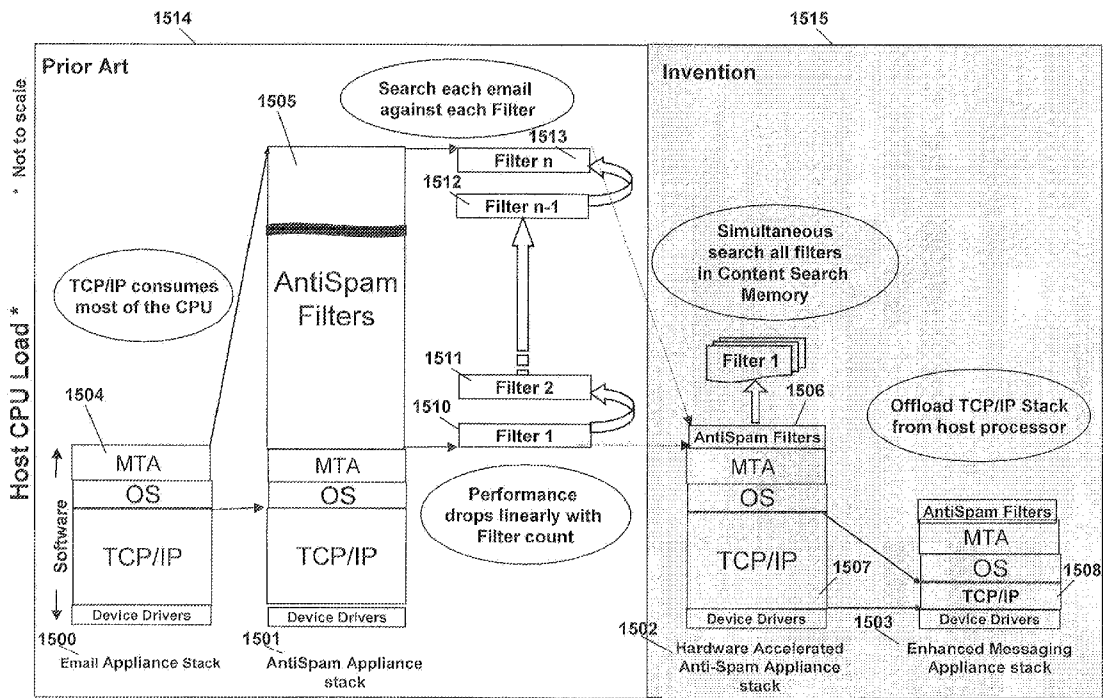 1514
1515
Prior Art
Invention
* Not to scale
Host CPU Load *
1505
Search each email
against each Filter
1513
Filter n
1512
Filter n-1
TCP/IP consumes
most of the CPU
AntiSpam
Filters
Simultaneous
search all filters
in Content Search
Memory
1511
Filter 2
1510
Filter 1
Filter 1
1506
1504
Offload TCP/IP Stack
from host processor
Software
MTA
OS
TCP/IP
Device Drivers
MTA
OS
TCP/IP
Device Drivers
Performance
drops linearly with
Filter count
AntiSpam Filters
MTA
OS
TCP/IP
1507
Device Drivers
AntiSpam Filters
MTA
OS
1508
TCP/IP
Device Drivers
1500
Email Appliance Stack
1501
AntiSpam Appliance
stack
1502
Hardware Accelerated
Anti-Spam Appliance
stack
1503
Enhanced Messaging
Appliance
stack